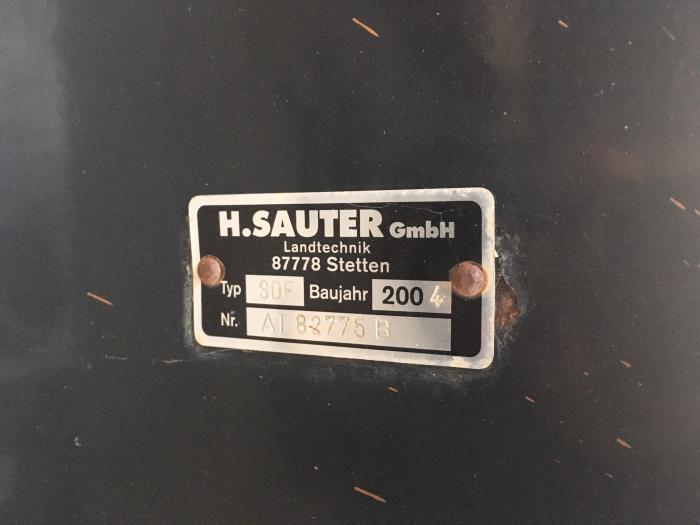 H.SAUTER GmbH
Landtechnik
87778 Stetten
Typ SDF Baujahr 2004
Nr. AT 82775 B